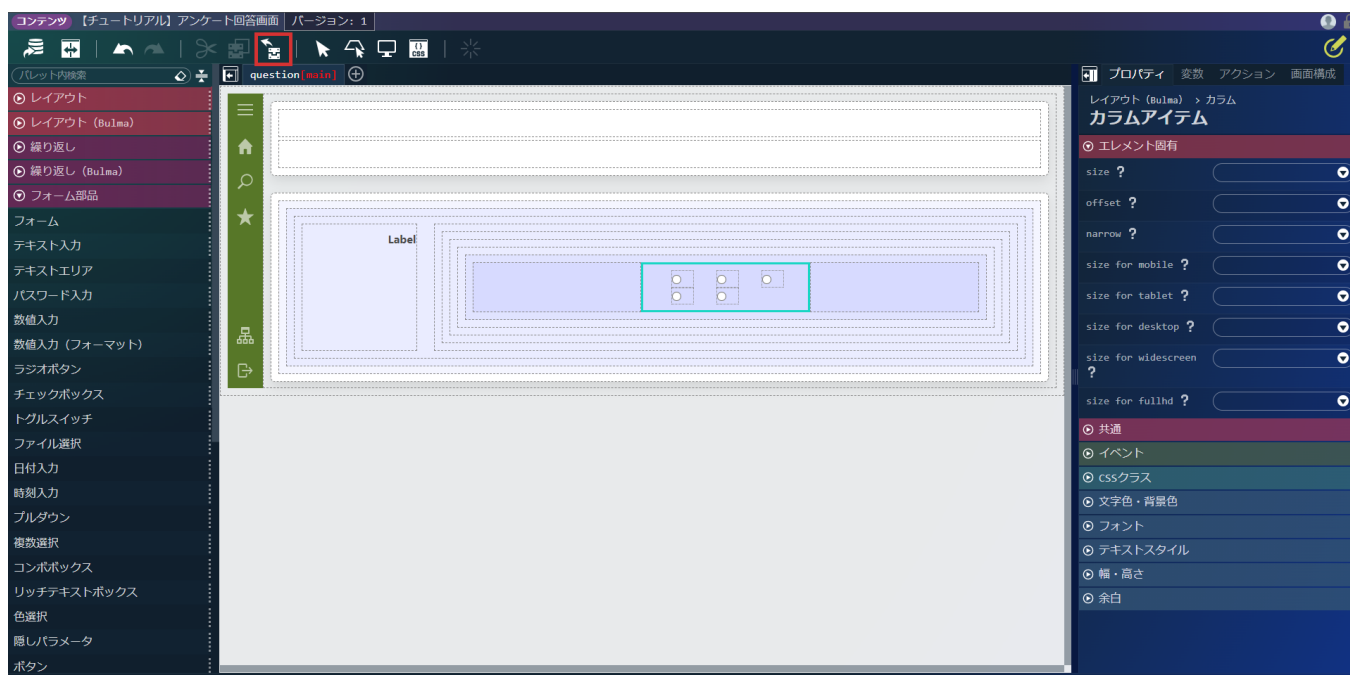 コンテンツ 【チュートリアル】アンケート回答画面 バージョン: 1
CSS
パレット内検索
question[main]
プロパティ 変数 アクション 画面構成
レイアウト
レイアウト (Bulma)
繰り返し
繰り返し (Bulma)
フォーム部品
フォーム
テキスト入力
テキストエリア
パスワード入力
数値入力
数値入力 (フォーマット)
ラジオボタン
チェックボックス
トグルスイッチ
ファイル選択
日付入力
時刻入力
プルダウン
複数選択
コンボボックス
リッチテキストボックス
色選択
隠しパラメータ
ボタン
Label
レイアウト (Bulma) > カラム
カラムアイテム
エレメント固有
size ?
offset ?
narrow ?
size for mobile ?
size for tablet ?
size for desktop ?
size for widescreen
?
size for fullhd ?
共通
イベント
CSSクラス
文字色・背景色
フォント
テキストスタイル
幅・高さ
余白